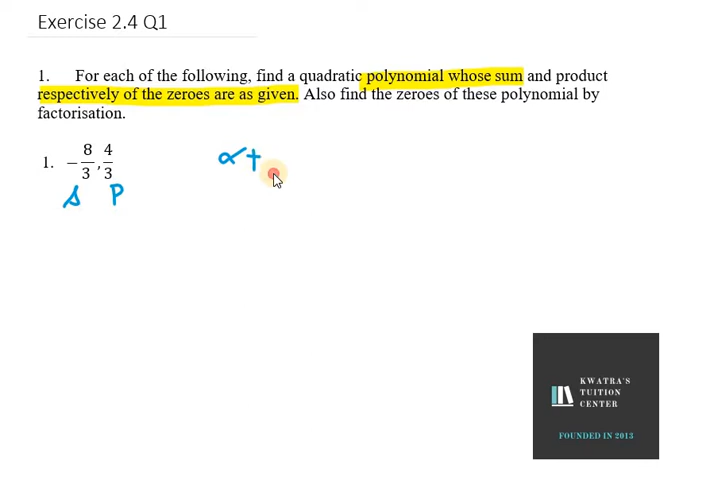 Exercise 2.4 Q1
1. For each of the following, find a quadratic polynomial whose sum and product
respectively of the zeroes are as given. Also find the zeroes of these polynomial by
factorisation.
1. −8/3, 4/3
α+
S P
KWATRA'S
TUITION
CENTER
FOUNDED IN 2013